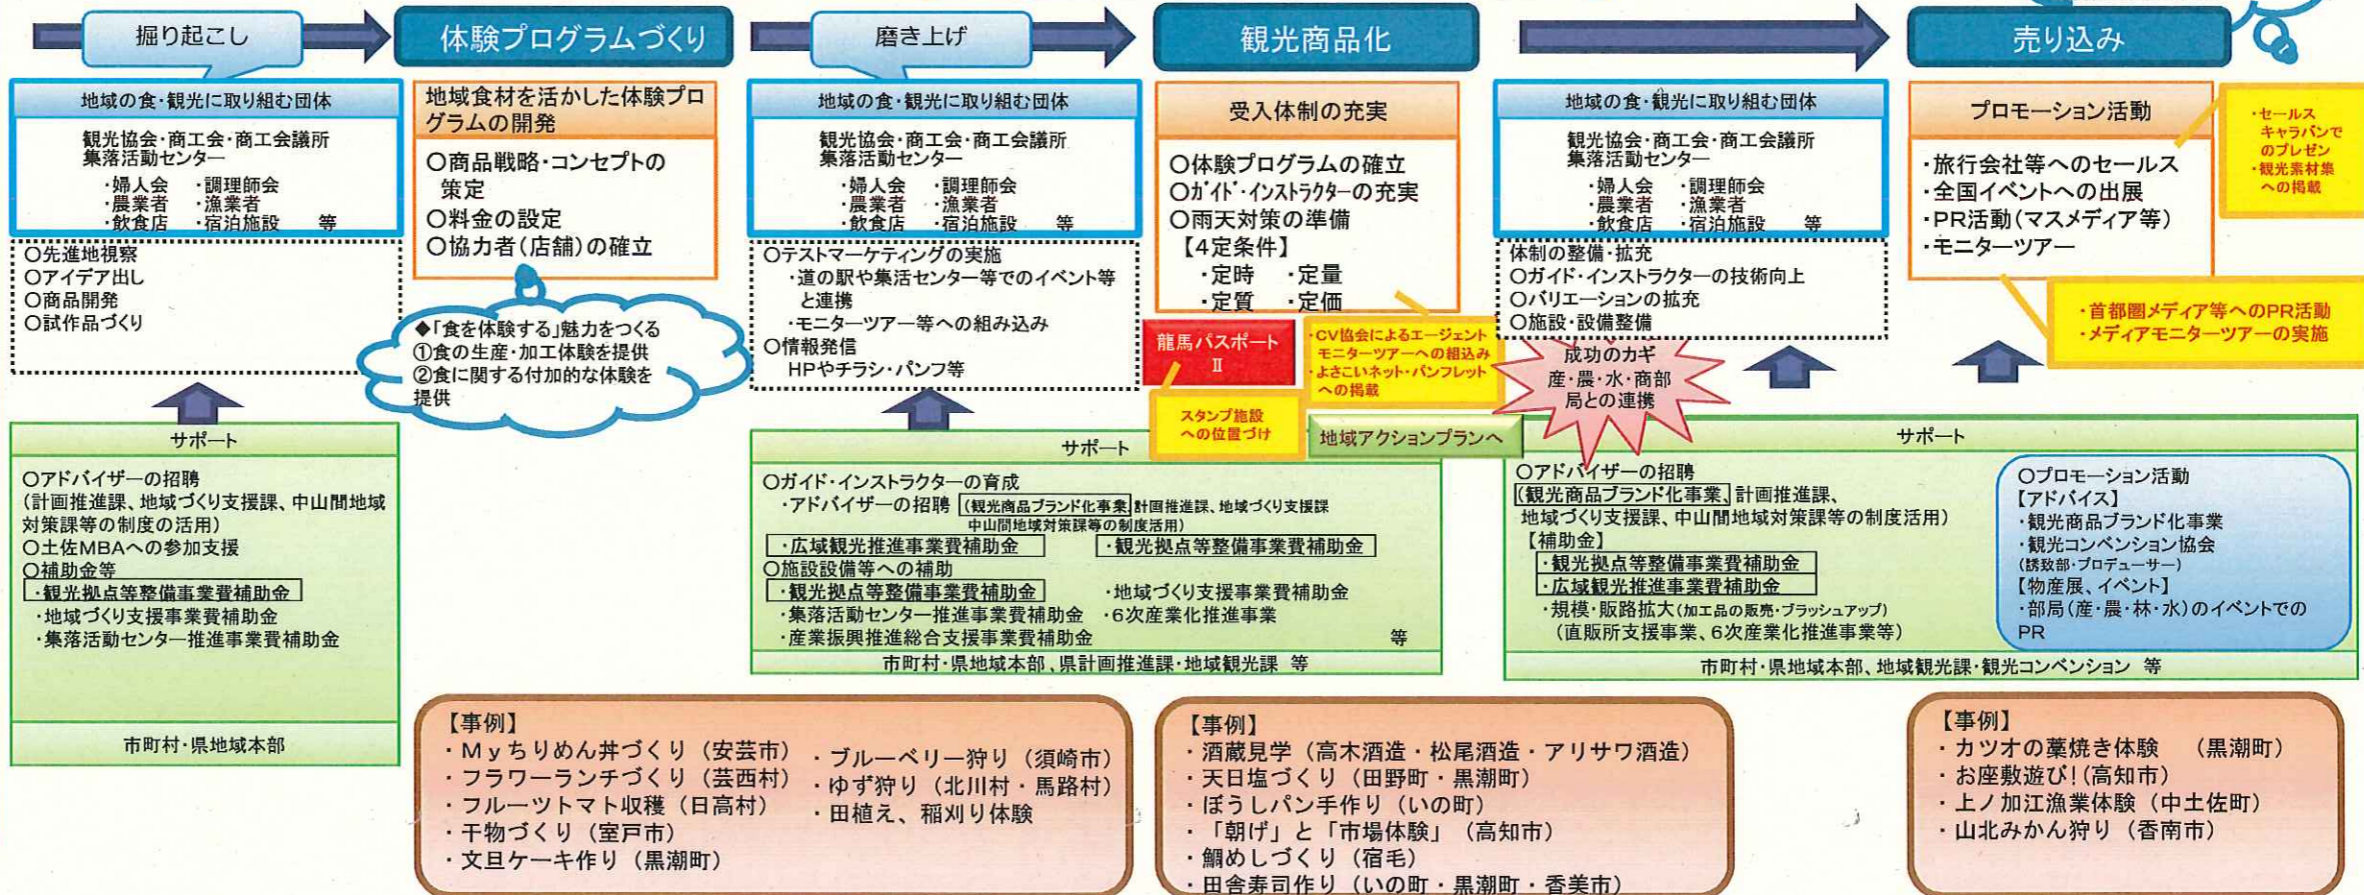 掘り起こし
体験プログラムづくり
磨き上げ
観光商品化
売り込み
地域の食・観光に取り組む団体
観光協会・商工会・商工会議所
集落活動センター
・婦人会　・調理師会
・農業者　・漁業者
・飲食店　・宿泊施設　　等
○先進地視察
○アイデア出し
○商品開発
○試作品づくり
地域食材を活かした体験プロ
グラムの開発
○商品戦略・コンセプトの
策定
○料金の設定
○協力者（店舗）の確立
◆「食を体験する」魅力をつくる
①食の生産・加工体験を提供
②食に関する付加的な体験を
提供
地域の食・観光に取り組む団体
観光協会・商工会・商工会議所
集落活動センター
・婦人会　・調理師会
・農業者　・漁業者
・飲食店　・宿泊施設　　等
○テストマーケティングの実施
・道の駅や集活センター等でのイベント等
と連携
・モニターツアー等への組み込み
○情報発信
HPやチラシ・パンフ等
受入体制の充実
○体験プログラムの確立
○ガイド・インストラクターの充実
○雨天対策の準備
【4定条件】
・定時　・定量
・定質　・定価
龍馬パスポート
Ⅱ
・CV協会によるエージェント
モニターツアーへの組込み
・よさこいネット・パンフレット
への掲載
スタンプ施設
への位置づけ
地域アクションプランへ
地域の食・観光に取り組む団体
観光協会・商工会・商工会議所
集落活動センター
・婦人会　・調理師会
・農業者　・漁業者
・飲食店　・宿泊施設　　等
体制の整備・拡充
○ガイド・インストラクターの技術向上
○バリエーションの拡充
○施設・設備整備
成功のカギ
産・農・水・商部
局との連携
プロモーション活動
・旅行会社等へのセールス
・全国イベントへの出展
・PR活動（マスメディア等）
・モニターツアー
・セールス
キャラバンで
のプレゼン
・観光素材集
への掲載
・首都圏メディア等へのPR活動
・メディアモニターツアーの実施
サポート
○アドバイザーの招聘
（計画推進課、地域づくり支援課、中山間地域
対策課等の制度の活用）
○土佐MBAへの参加支援
○補助金等
・観光拠点等整備事業費補助金
・地域づくり支援事業費補助金
・集落活動センター推進事業費補助金
市町村・県地域本部
サポート
○ガイド・インストラクターの育成
・アドバイザーの招聘（観光商品ブランド化事業、計画推進課、地域づくり支援課
中山間地域対策課等の制度活用）
・広域観光推進事業費補助金　・観光拠点等整備事業費補助金
○施設設備等への補助
・観光拠点等整備事業費補助金　・地域づくり支援事業費補助金
・集落活動センター推進事業費補助金　・6次産業化推進事業
・産業振興推進総合支援事業費補助金　等
市町村・県地域本部、県計画推進課・地域観光課　等
サポート
○アドバイザーの招聘
（観光商品ブランド化事業、計画推進課、
地域づくり支援課、中山間地域対策課等の制度活用）
【補助金】
・観光拠点等整備事業費補助金
・広域観光推進事業費補助金
・規模・販路拡大（加工品の販売・ブラッシュアップ）
（直販所支援事業、6次産業化推進事業等）
○プロモーション活動
【アドバイス】
・観光商品ブランド化事業
・観光コンベンション協会
（誘致部・プロデューサー）
【物産展、イベント】
・部局（産・農・林・水）のイベントでの
PR
市町村・県地域本部、地域観光課・観光コンベンション　等
【事例】
・Ｍｙちりめん丼づくり（安芸市）
・フラワーランチづくり（芸西村）
・フルーツトマト収穫（日高村）
・干物づくり（室戸市）
・文旦ケーキ作り（黒潮町）
・ブルーベリー狩り（須崎市）
・ゆず狩り（北川村・馬路村）
・田植え、稲刈り体験
【事例】
・酒蔵見学（高木酒造・松尾酒造・アリサワ酒造）
・天日塩づくり（田野町・黒潮町）
・ぼうしパン手作り（いの町）
・「朝げ」と「市場体験」（高知市）
・鯛めしづくり（宿毛）
・田舎寿司作り（いの町・黒潮町・香美市）
【事例】
・カツオの藁焼き体験　（黒潮町）
・お座敷遊び！（高知市）
・上ノ加江漁業体験（中土佐町）
・山北みかん狩り（香南市）